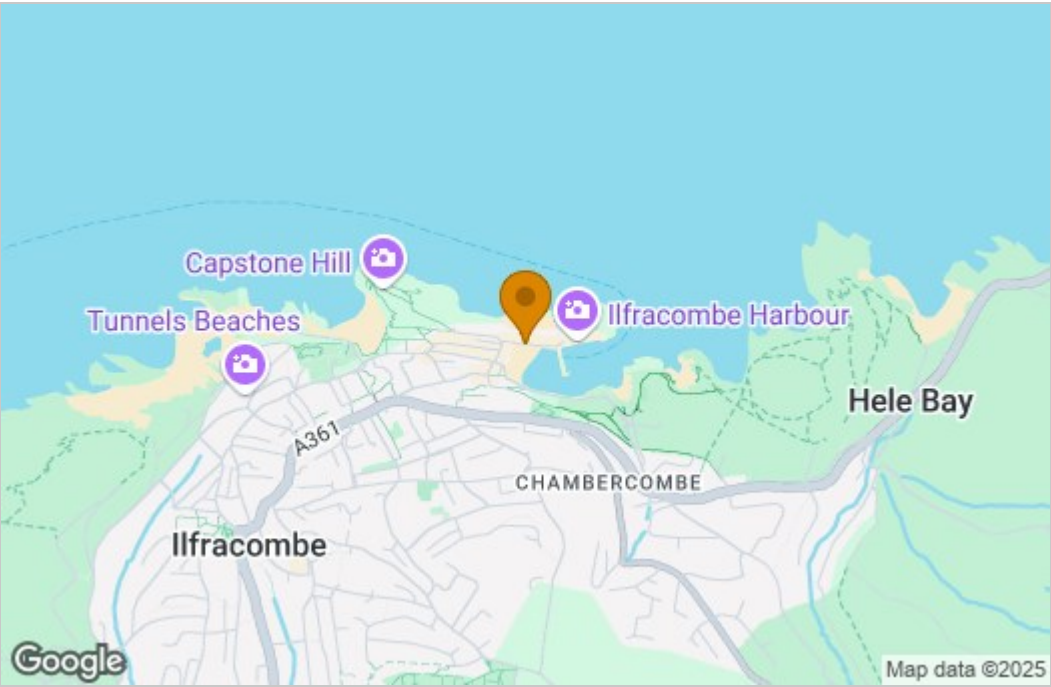 Capstone Hill
Tunnels Beaches
Ilfracombe Harbour
Hele Bay
A361
CHAMBERCOMBE
Ilfracombe
Google
Map data ©2025